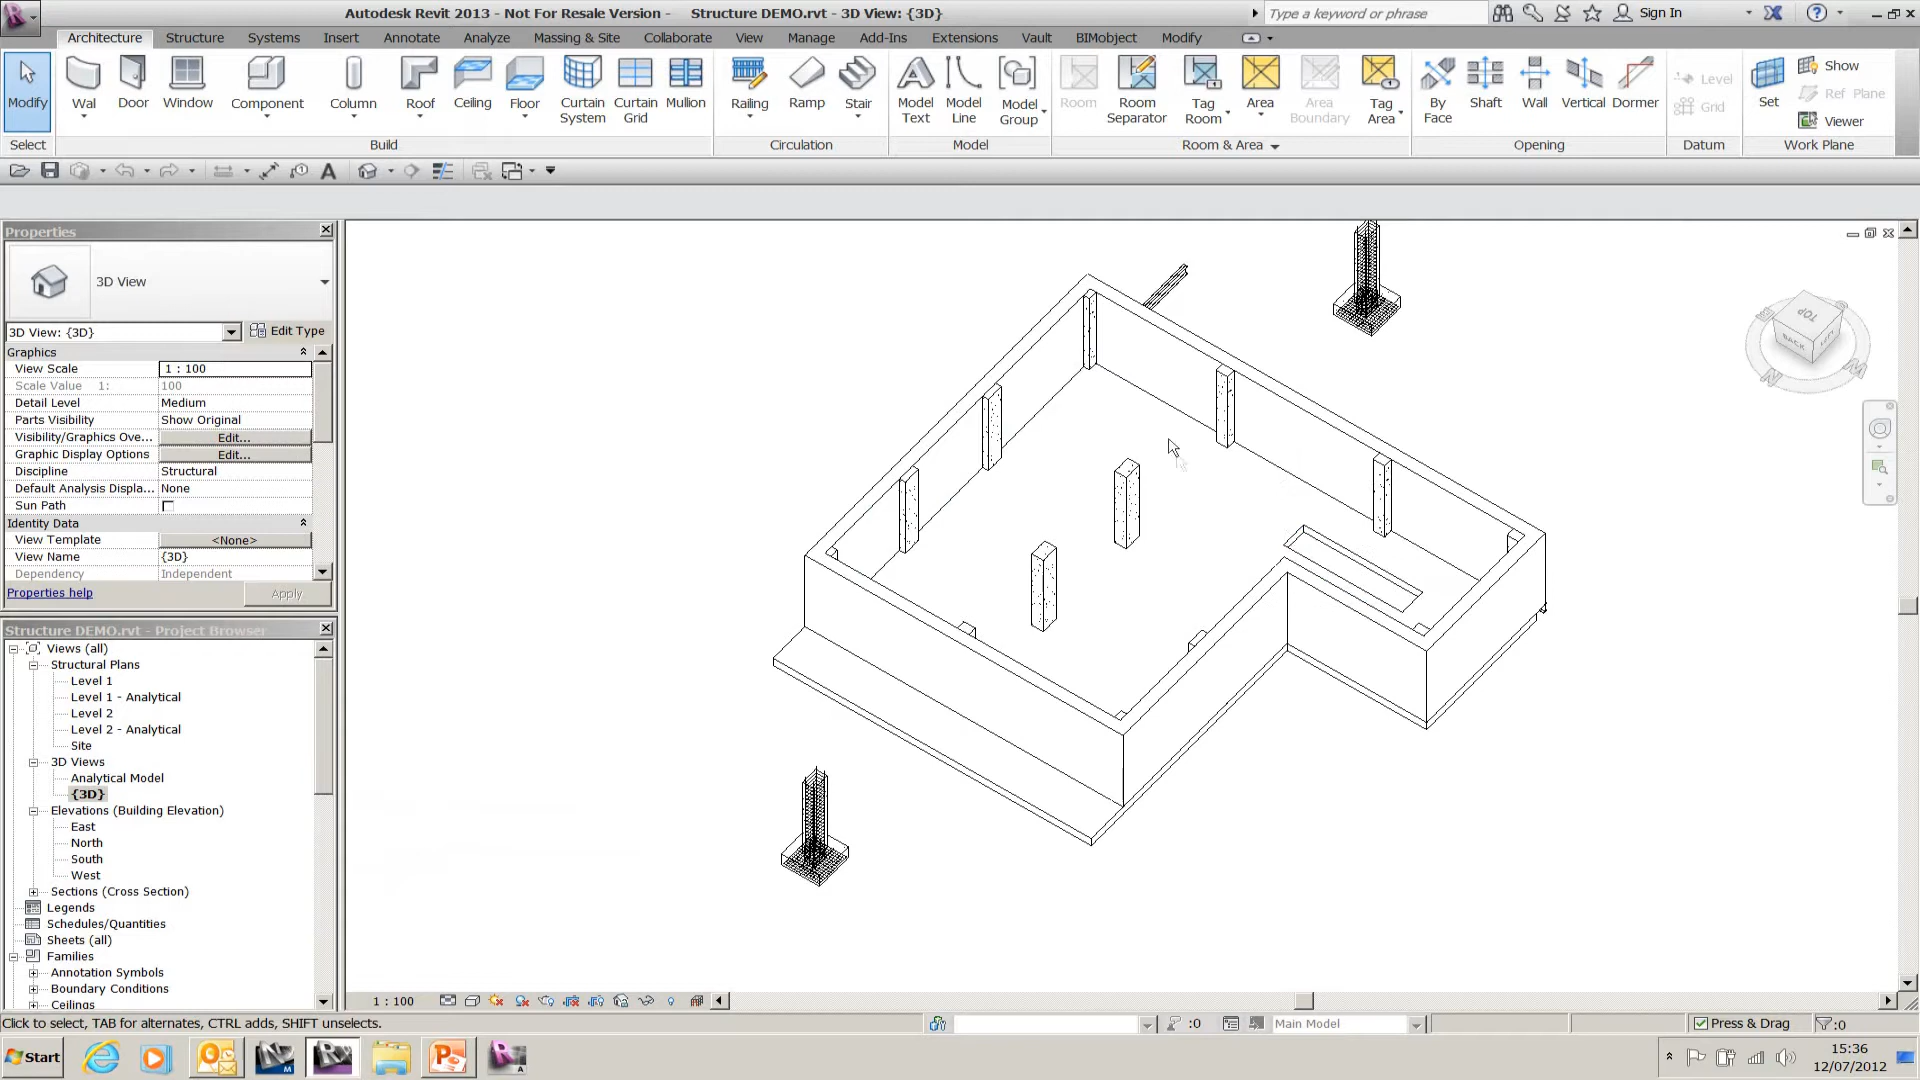 Autodesk Revit 2013 - Not For Resale Version - Structure DEMO.rvt - 3D View: {3D}
Type a keyword or phrase
Sign In
Architecture Structure Systems Insert Annotate Analyze Massing & Site Collaborate View Manage Add-Ins Extensions Vault BIMobject Modify
Modify Wal Door Window Component Column Roof Ceiling Floor Curtain System Curtain Grid Mullion Railing Ramp Stair Model Text Model Line Model Group Room Room Separator Tag Room Area Area Boundary Tag Area By Face Shaft Wall Vertical Dormer Level Grid Set Show Ref Plane Viewer
Select Build Circulation Model Room & Area Opening Datum Work Plane
Properties
3D View
3D View: {3D} Edit Type
Graphics
View Scale 1 : 100
Scale Value 1: 100
Detail Level Medium
Parts Visibility Show Original
Visibility/Graphics Ove... Edit...
Graphic Display Options Edit...
Discipline Structural
Default Analysis Displa... None
Sun Path
Identity Data
View Template <None>
View Name {3D}
Dependency Independent
Properties help Apply
Structure DEMO.rvt - Project Browser
Views (all)
Structural Plans
Level 1
Level 1 - Analytical
Level 2
Level 2 - Analytical
Site
3D Views
Analytical Model
{3D}
Elevations (Building Elevation)
East
North
South
West
Sections (Cross Section)
Legends
Schedules/Quantities
Sheets (all)
Families
Annotation Symbols
Boundary Conditions
Ceilings
TOP
BACK LEFT
1 : 100
Click to select, TAB for alternates, CTRL adds, SHIFT unselects.
:0
Main Model
Press & Drag
:0
Start
15:36
12/07/2012